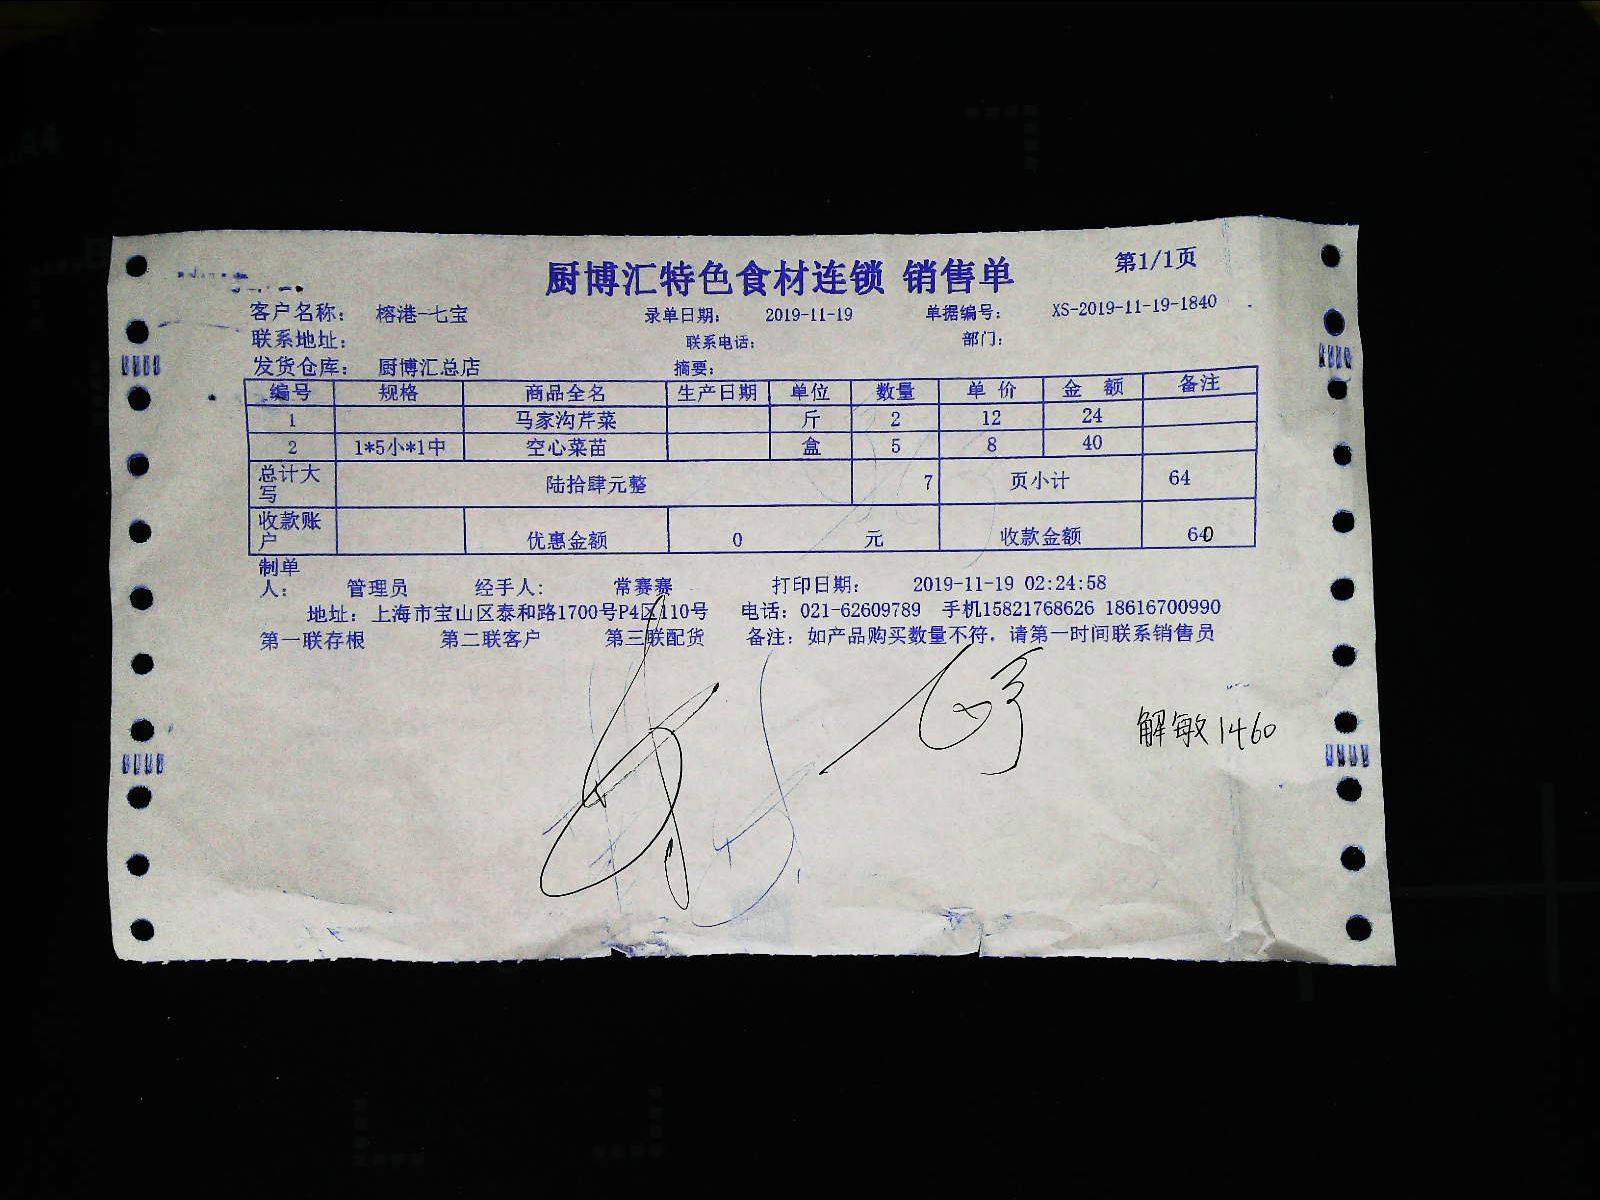 厨博汇特色食材连锁 销售单 第1/1页
客户名称: 榕港-七宝 录单日期: 2019-11-19 单据编号: XS-2019-11-19-1840
联系地址: 联系电话: 部门:
发货仓库: 厨博汇总店 摘要:
编号 规格 商品全名 生产日期 单位 数量 单价 金额 备注
1 马家沟芹菜 斤 2 12 24
2 1*5小*1中 空心菜苗 盒 5 8 40
总计大写 陆拾肆元整 7 页小计 64
收款账户 优惠金额 0 元 收款金额
制单人: 管理员 经手人: 常赛赛 打印日期: 2019-11-19 02:24:58
地址: 上海市宝山区泰和路1700号P4区110号 电话: 021-62609789 手机15821768626 18616700990
第一联存根 第二联客户 第三联配货 备注: 如产品购买数量不符, 请第一时间联系销售员
解敏1460